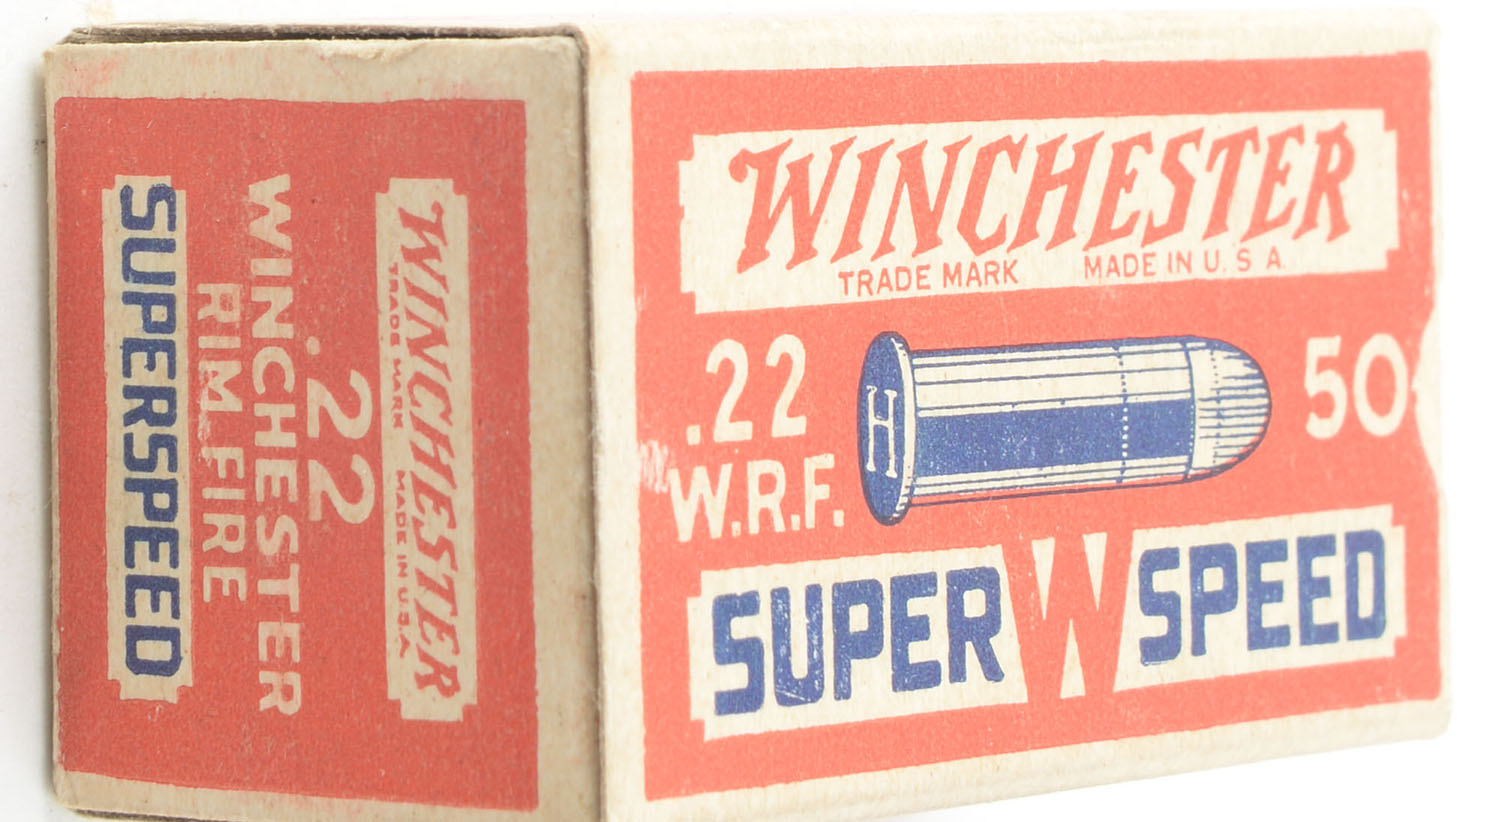 WINCHESTER
TRADE MARK MADE IN U.S.A.
.22
WINCHESTER
RIM FIRE
SUPERSPEED
WINCHESTER
TRADE MARK MADE IN U.S.A.
.22
W.R.F.
H
50
SUPER W SPEED